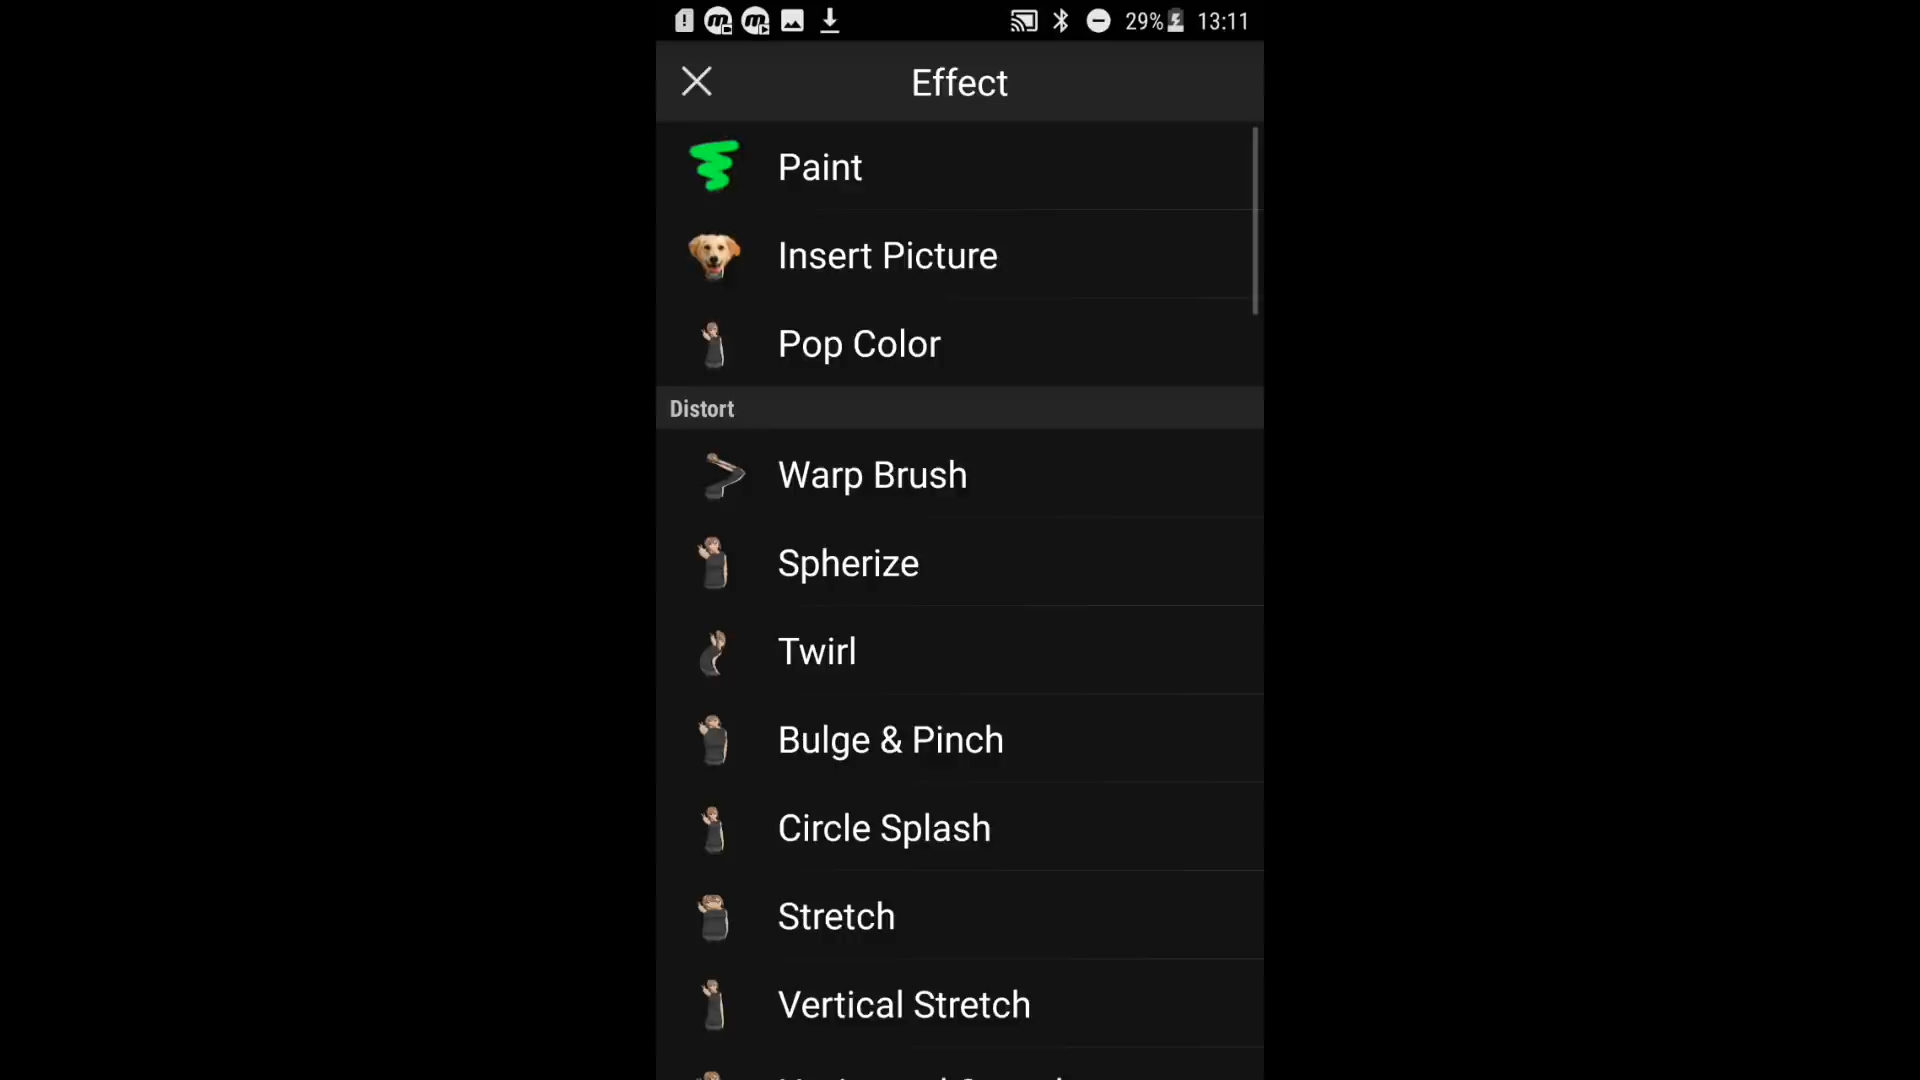 29% 13:11
Effect
Paint
Insert Picture
Pop Color
Distort
Warp Brush
Spherize
Twirl
Bulge & Pinch
Circle Splash
Stretch
Vertical Stretch